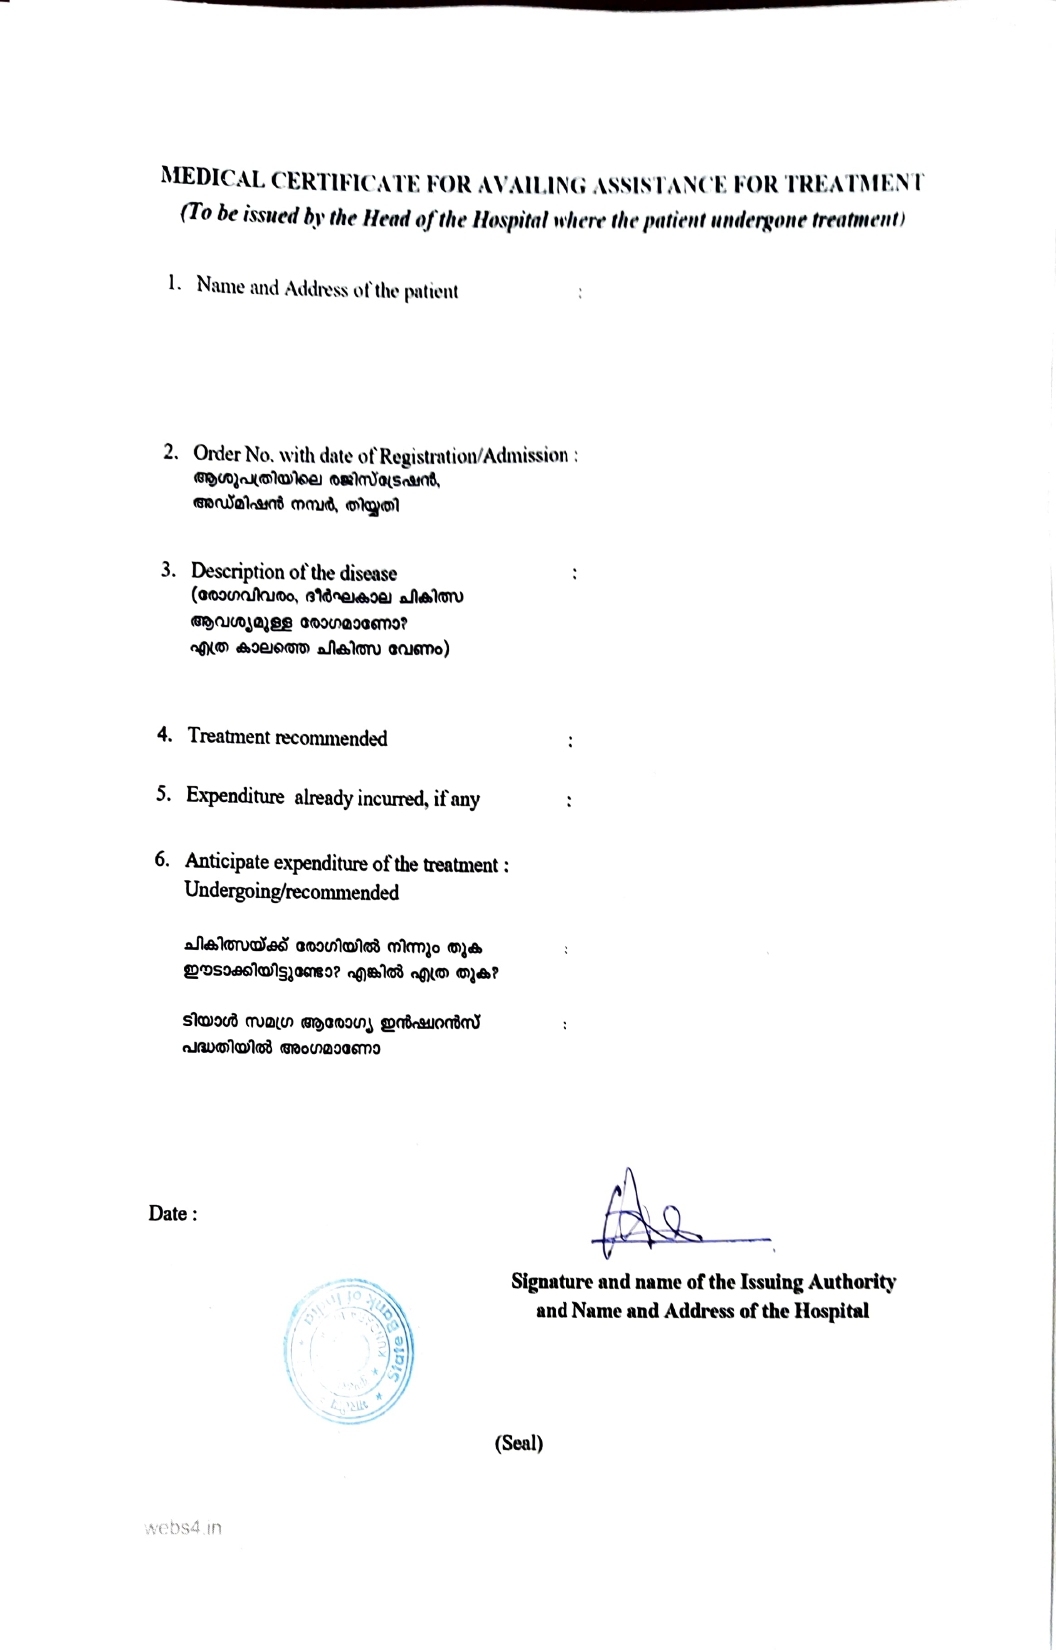 MEDICAL CERTIFICATE FOR AVAILING ASSISTANCE FOR TREATMENT
(To be issued by the Head of the Hospital where the patient undergone treatment)
1. Name and Address of the patient :
2. Order No. with date of Registration/Admission :
ആശുപത്രിയിലെ രജിസ്ട്രേഷൻ,
അഡ്മിഷൻ നമ്പർ, തിയ്യതി
3. Description of the disease :
(രോഗവിവരം, ദീർഘകാല ചികിത്സ
ആവശ്യമുള്ള രോഗമാണോ?
എത്ര കാലത്തെ ചികിത്സ വേണം)
4. Treatment recommended :
5. Expenditure already incurred, if any :
6. Anticipate expenditure of the treatment :
Undergoing/recommended
ചികിത്സയ്ക്ക് രോഗിയിൽ നിന്നും തുക :
ഈടാക്കിയിട്ടുണ്ടോ? എങ്കിൽ എത്ര തുക?
ടിയാൾ സമഗ്ര ആരോഗ്യ ഇൻഷുറൻസ് :
പദ്ധതിയിൽ അംഗമാണോ
Date :
Signature and name of the Issuing Authority
and Name and Address of the Hospital
State Bank of India
(Seal)
webs4.in